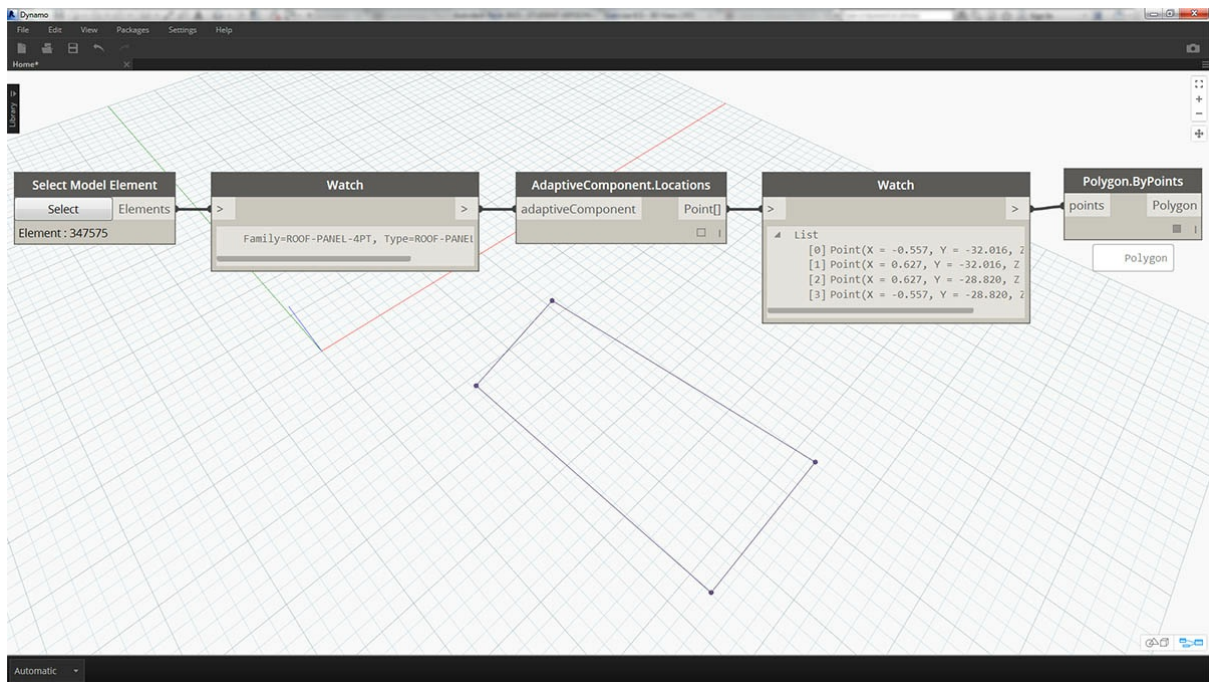 Dynamo
File Edit View Packages Settings Help
Home*
Library
Select Model Element
Select Elements
Element : 347575
Watch
> >
Family=ROOF-PANEL-4PT, Type=ROOF-PANEL
AdaptiveComponent.Locations
adaptiveComponent Point[]
Watch
> >
List
[0] Point(X = -0.557, Y = -32.016, Z
[1] Point(X = 0.627, Y = -32.016, Z
[2] Point(X = 0.627, Y = -28.820, Z
[3] Point(X = -0.557, Y = -28.820, Z
Polygon.ByPoints
points Polygon
Polygon
Automatic